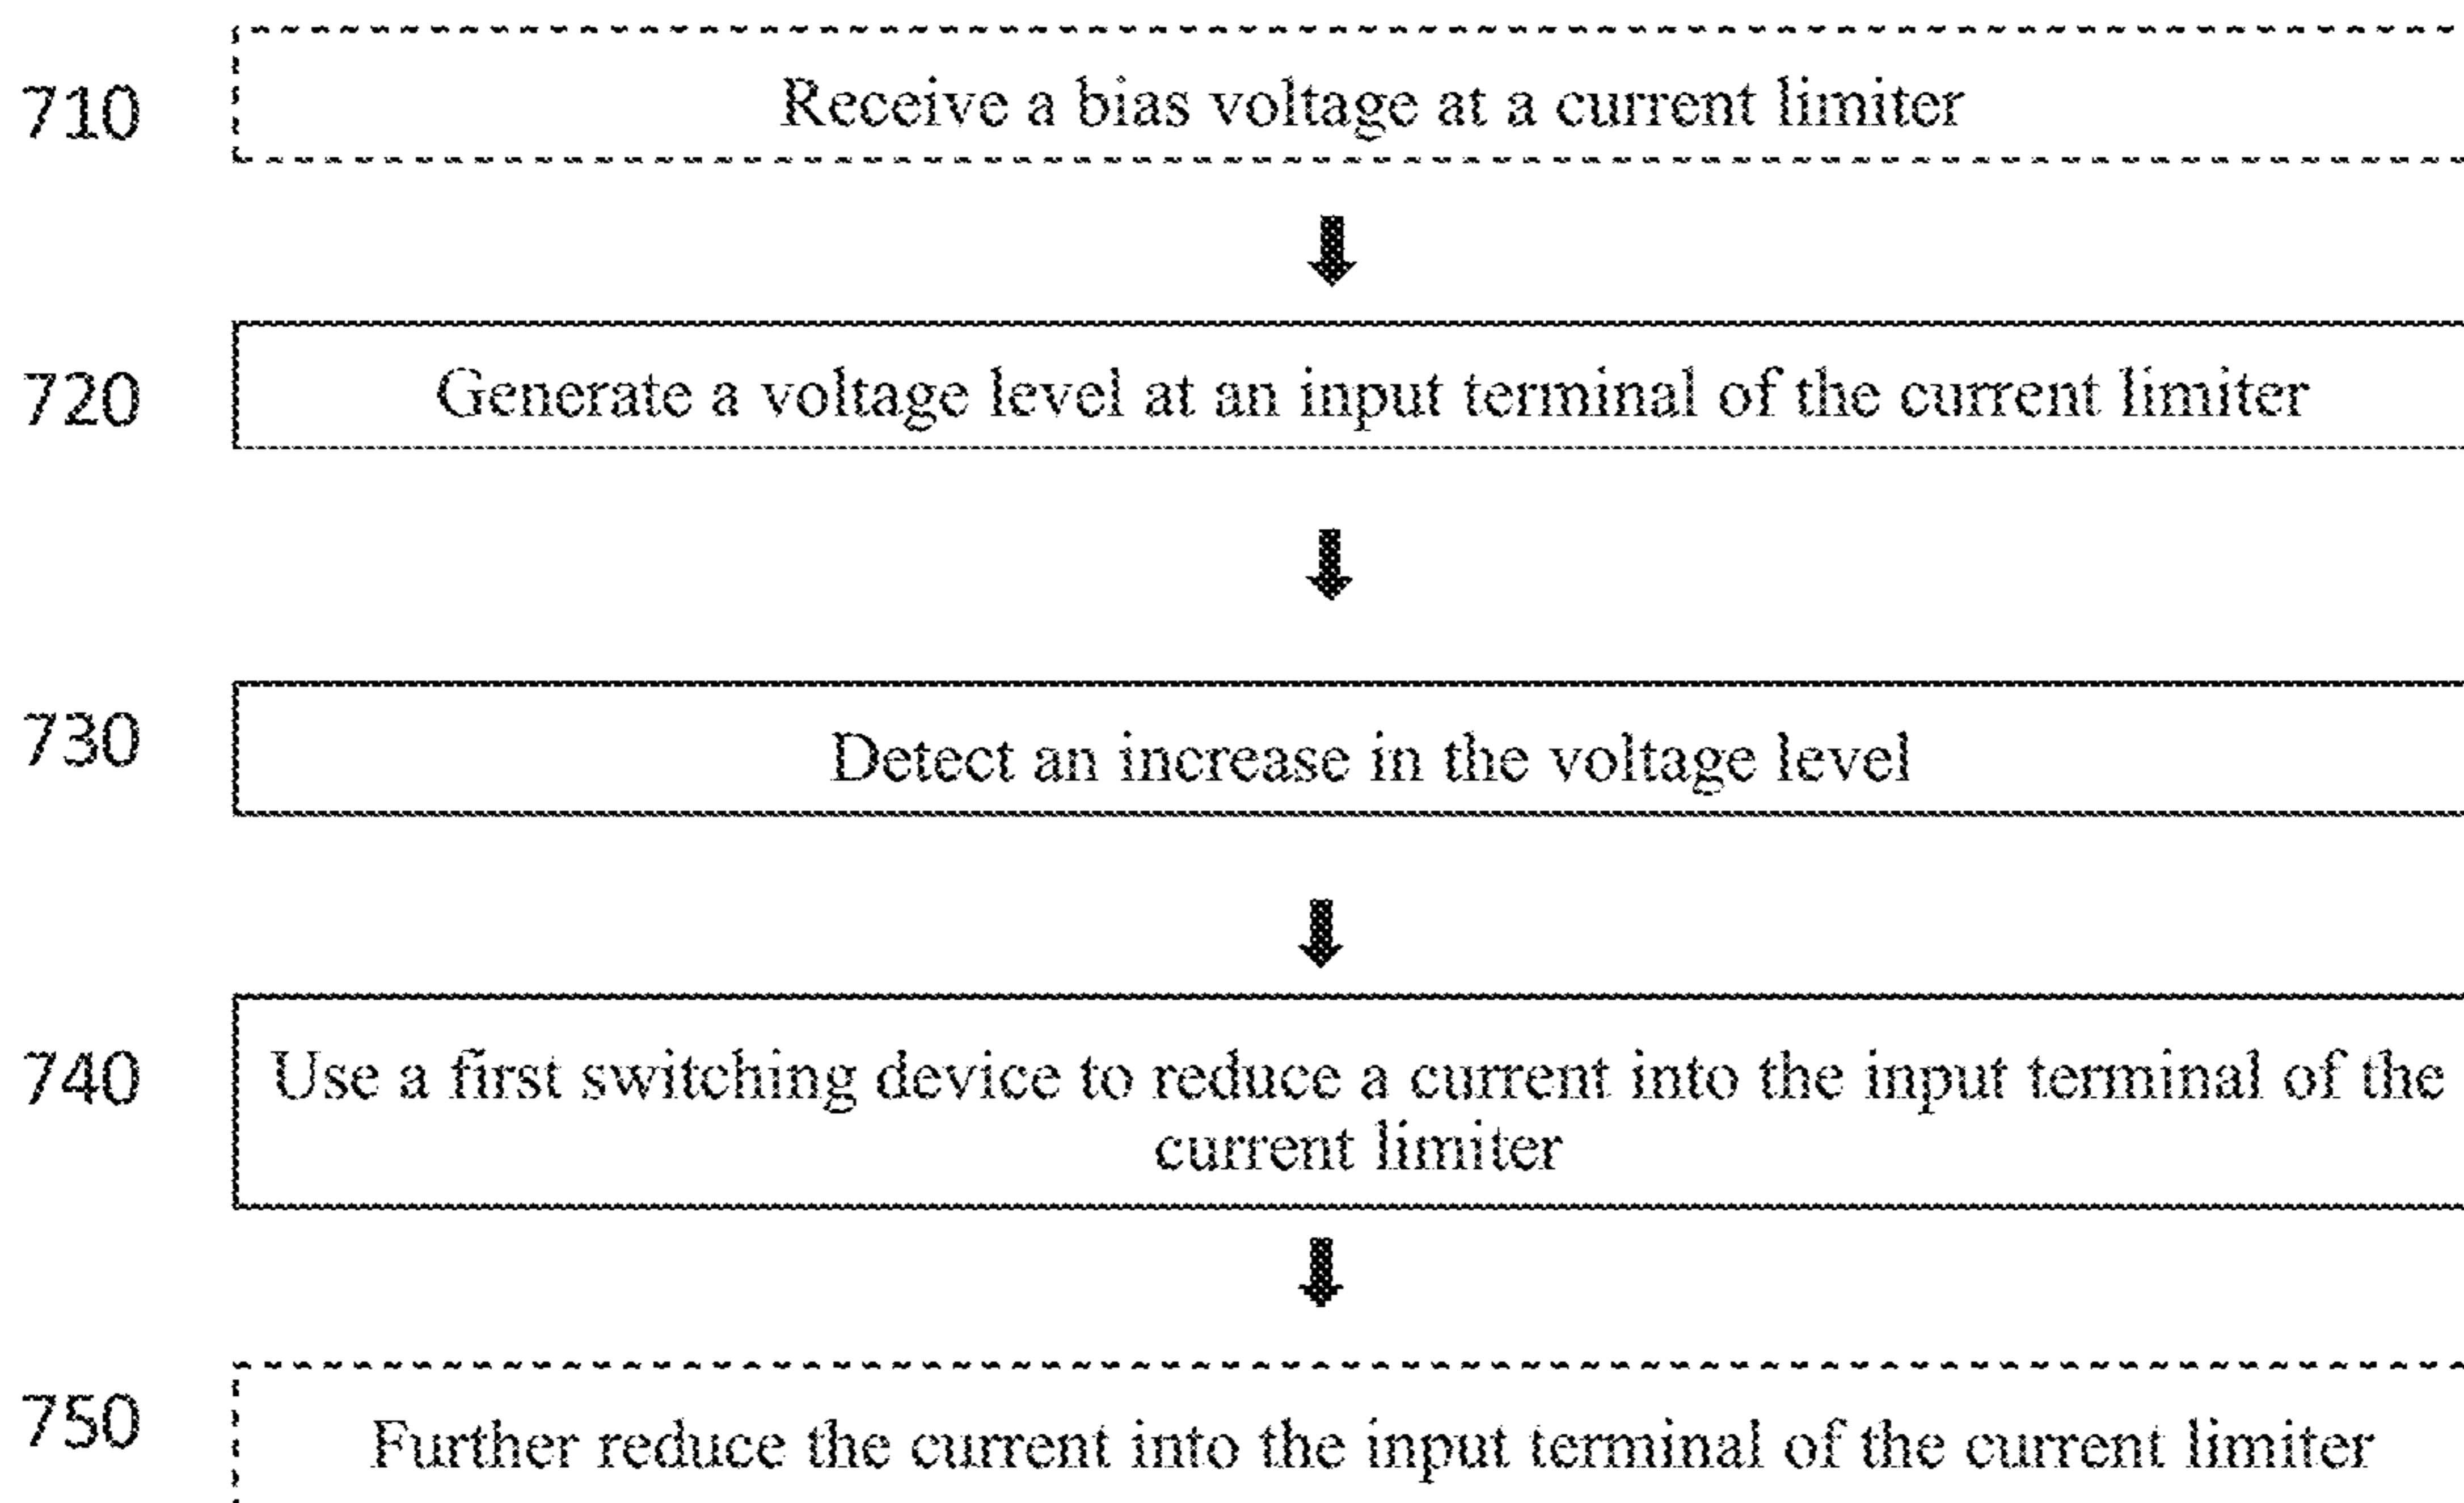 710
Receive a bias voltage at a current limiter
720
Generate a voltage level at an input terminal of the current limiter
730
Detect an increase in the voltage level
740
Use a first switching device to reduce a current into the input terminal of the
current limiter
750
Further reduce the current into the input terminal of the current limiter